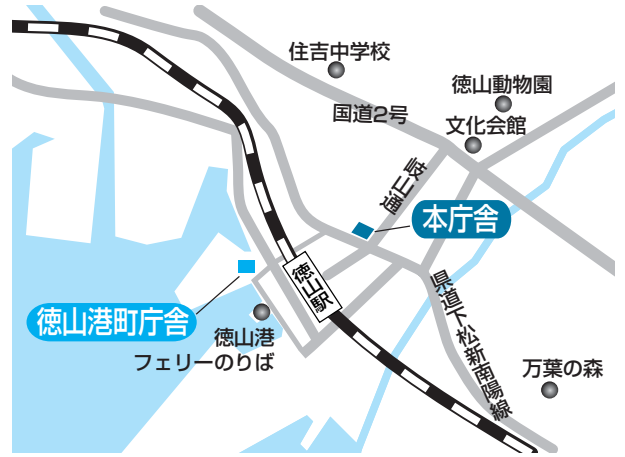 住吉中学校
徳山動物園
国道2号
文化会館
岐山通
本庁舎
徳山駅
徳山港町庁舎
徳山港
フェリーのりば
県道下松新南陽線
万葉の森